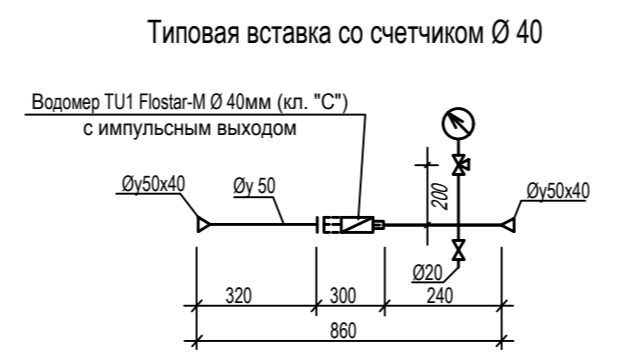 Типовая вставка со счетчиком Ø 40
Водомер TU1 Flostar-M Ø 40мм (кл. "С")
с импульсным выходом
Øу50х40
Øу 50
200
Øу50х40
Ø20
320
300
240
860